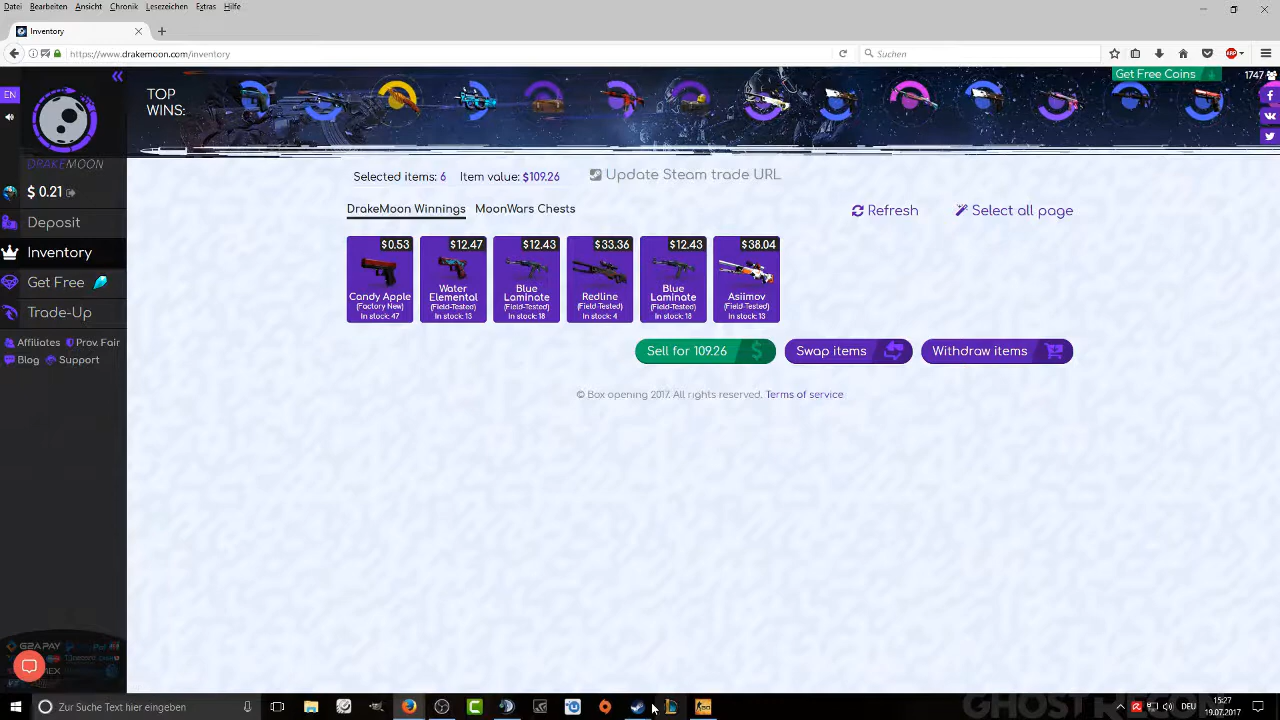 Datei Bearbeiten Ansicht Chronik Lesezeichen Extras Hilfe
Inventory
https://www.drakemoon.com/inventory
Suchen
ABP
Get Free Coins
1747
EN
TOP
WINS:
DRAKEMOON
$ 0.21
Deposit
Inventory
Get Free
Trade-Up
Affiliates Prov. Fair
Blog Support
Selected items: 6 Item value: $109.26 Update Steam trade URL
DrakeMoon Winnings MoonWars Chests Refresh Select all page
$0.53 $12.47 $12.43 $33.36 $12.43 $38.04
Candy Apple
(Factory New)
In stock: 47
Water
Elemental
(Field-Tested)
In stock: 13
Blue
Laminate
(Field-Tested)
In stock: 18
Redline
(Field-Tested)
In stock: 4
Blue
Laminate
(Field-Tested)
In stock: 18
Asiimov
(Field-Tested)
In stock: 13
Sell for 109.26 $ Swap items Withdraw items
© Box opening 2017. All rights reserved. Terms of service
G2A PAY
Zur Suche Text hier eingeben
DEU
15:27
19.07.2017